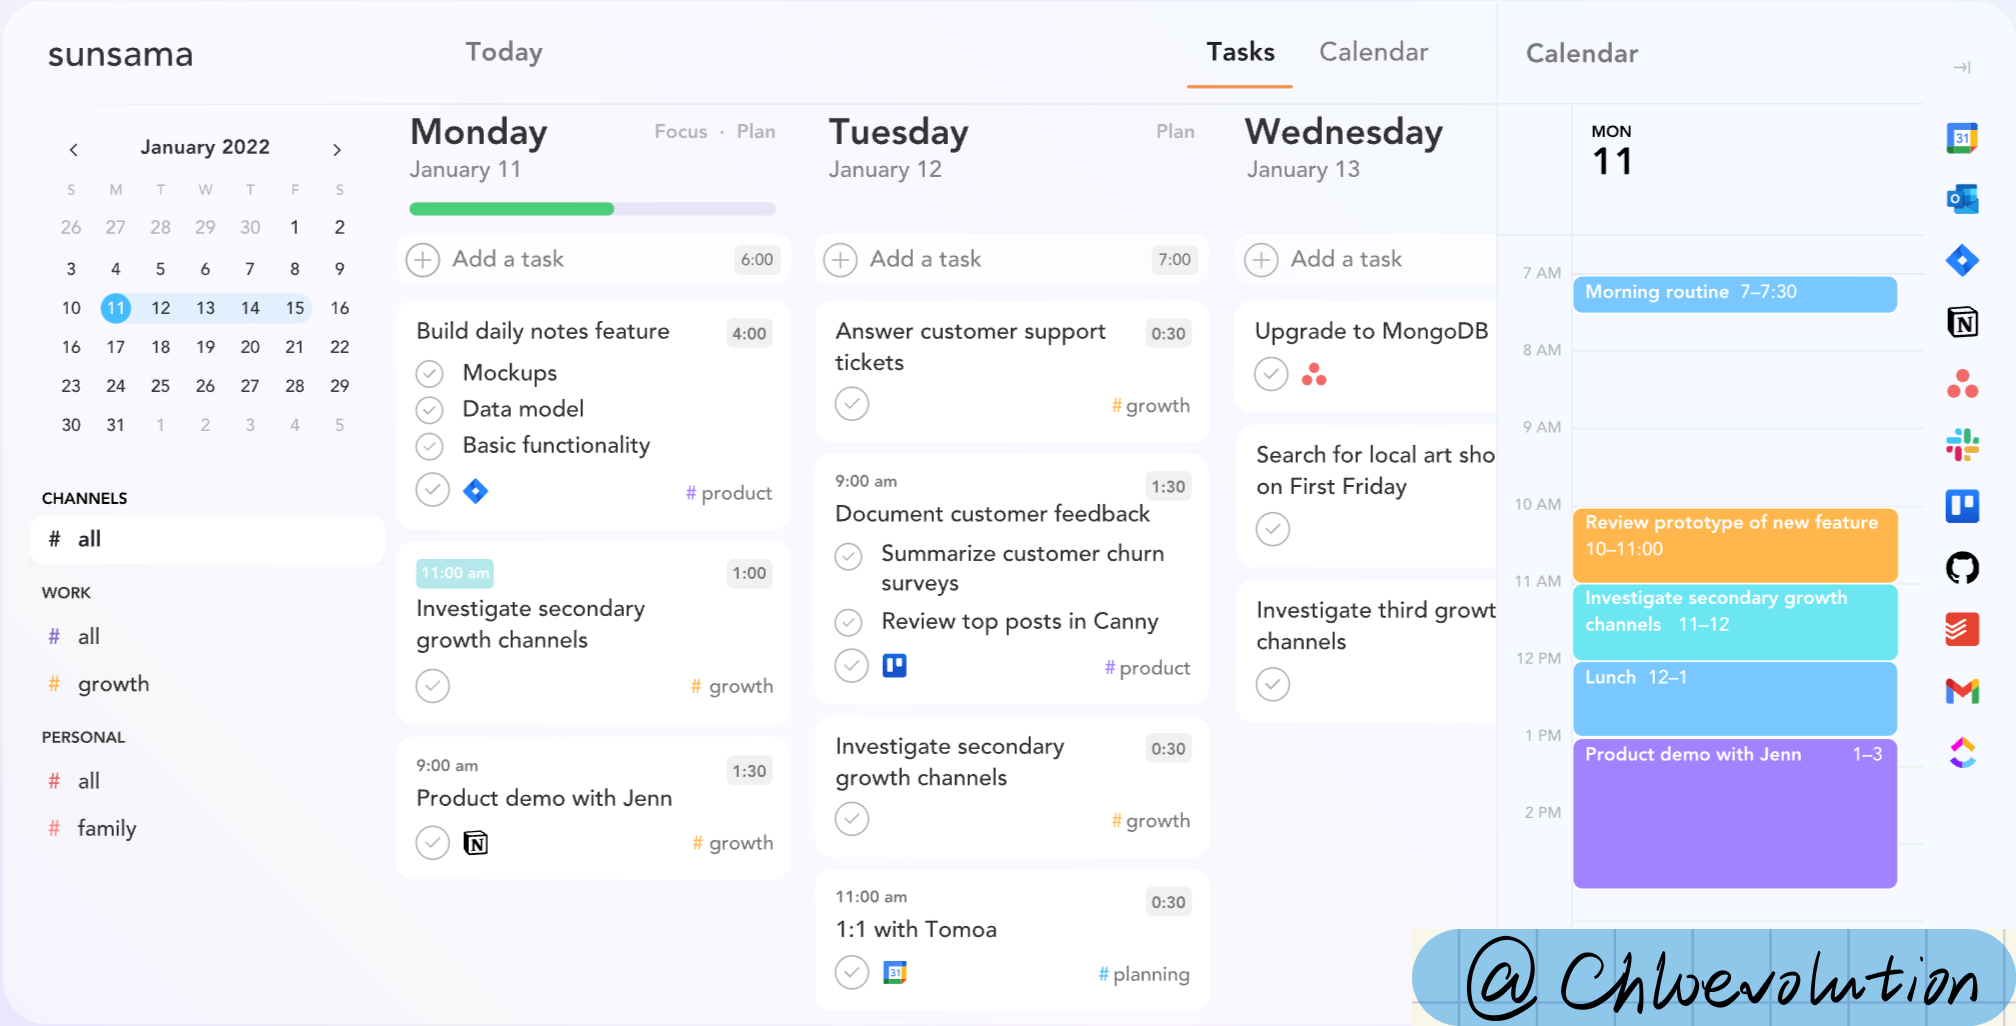 sunsama
Today
Tasks
Calendar
Calendar
January 2022
S M T W T F S
26 27 28 29 30 1 2
3 4 5 6 7 8 9
10 11 12 13 14 15 16
16 17 18 19 20 21 22
23 24 25 26 27 28 29
30 31 1 2 3 4 5
CHANNELS
# all
WORK
# all
# growth
PERSONAL
# all
# family
Monday
Focus · Plan
January 11
Add a task 6:00
Build daily notes feature 4:00
Mockups
Data model
Basic functionality
# product
11:00 am 1:00
Investigate secondary
growth channels
# growth
9:00 am 1:30
Product demo with Jenn
N
# growth
Tuesday
Plan
January 12
Add a task 7:00
Answer customer support 0:30
tickets
# growth
9:00 am 1:30
Document customer feedback
Summarize customer churn
surveys
Review top posts in Canny
# product
Investigate secondary 0:30
growth channels
# growth
11:00 am 0:30
1:1 with Tomoa
31
# planning
Wednesday
January 13
Add a task
Upgrade to MongoDB
Search for local art sho
on First Friday
Investigate third growt
channels
MON
11
7 AM
Morning routine 7–7:30
8 AM
9 AM
10 AM
Review prototype of new feature
10–11:00
11 AM
Investigate secondary growth
channels 11–12
12 PM
Lunch 12–1
1 PM
Product demo with Jenn 1–3
2 PM
31
O
N
@Chloevolution